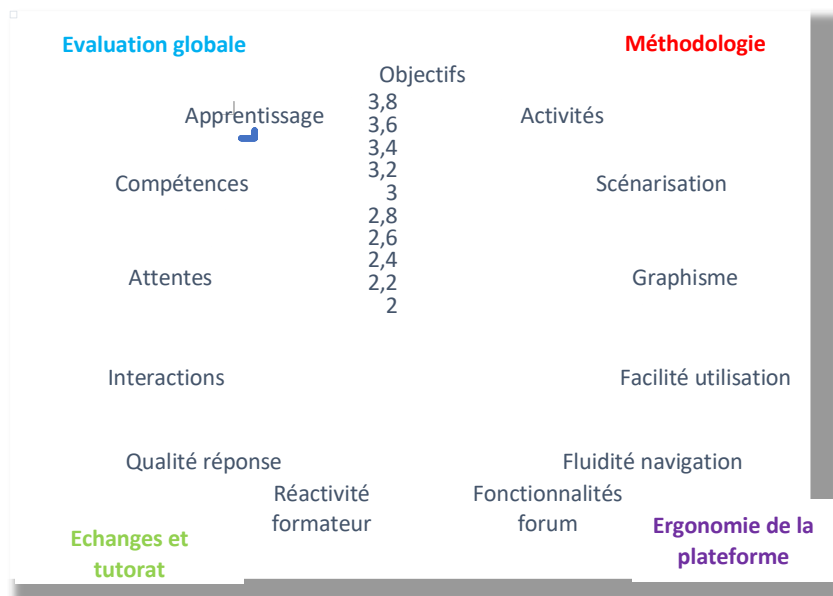 Evaluation globale
Méthodologie
Objectifs
Apprentissage
3,8
Activités
3,6
3,4
3,2
Compétences
3
Scénarisation
2,8
2,6
2,4
Attentes
2,2
Graphisme
2
Interactions
Facilité utilisation
Qualité réponse
Fluidité navigation
Réactivité
formateur
Fonctionnalités
forum
Echanges et
tutorat
Ergonomie de la
plateforme